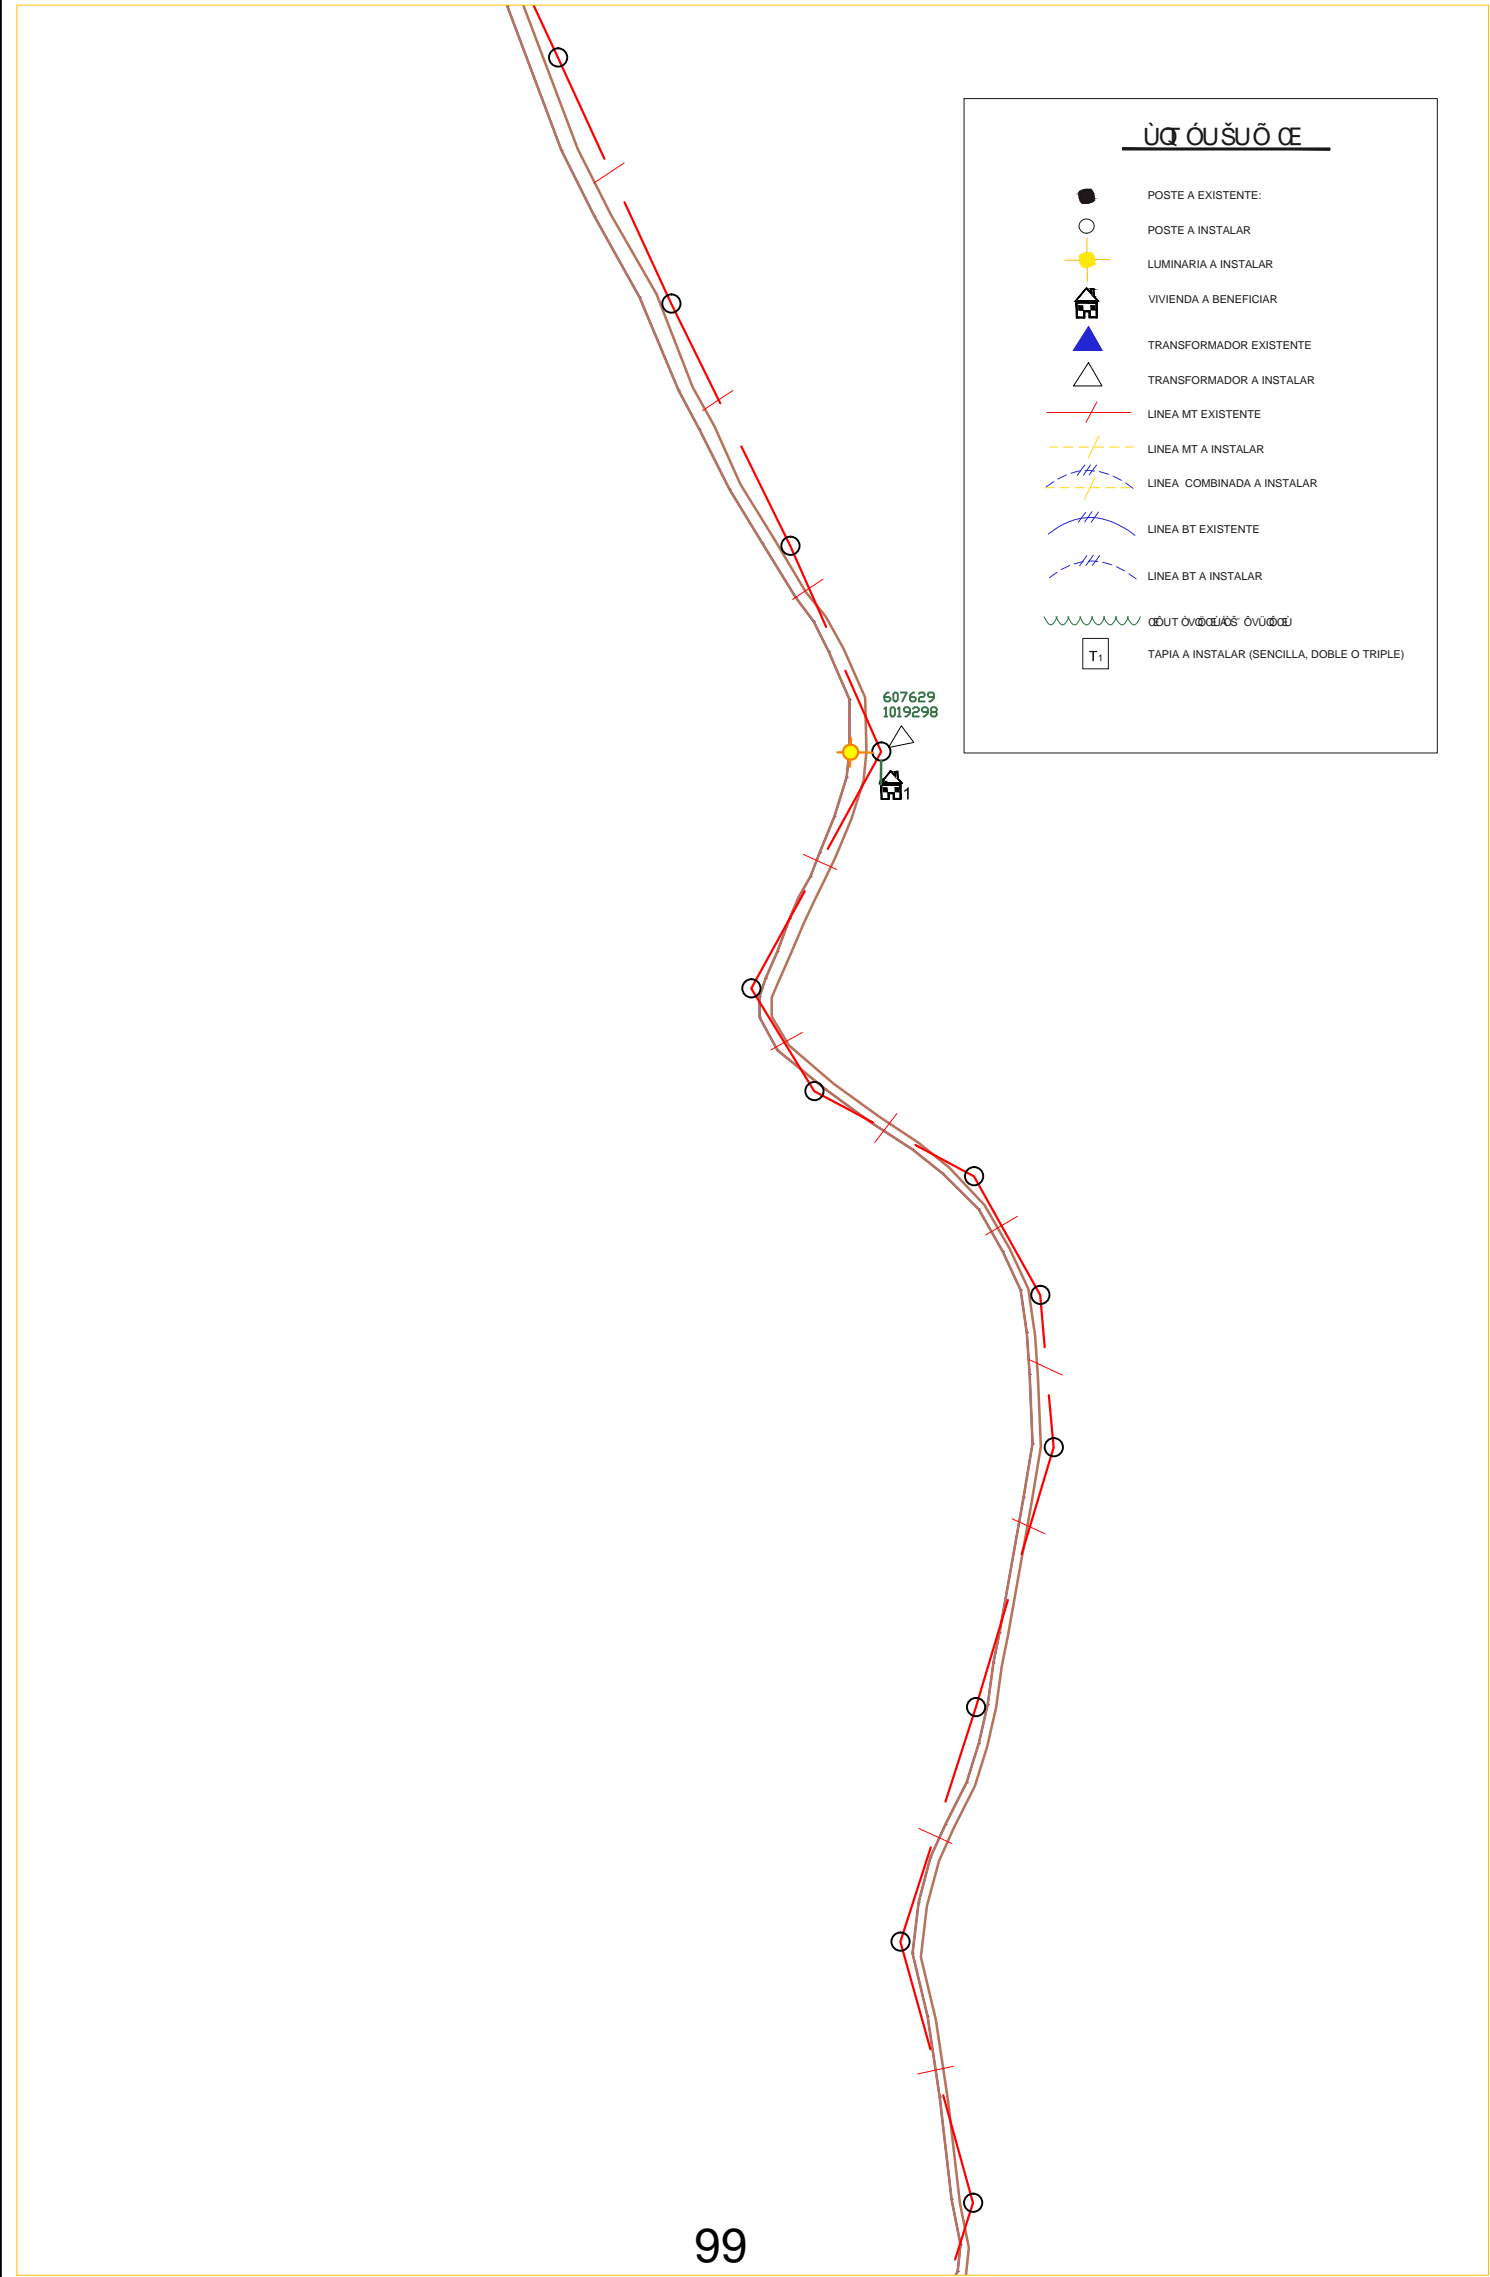 POSTE A EXISTENTE:
POSTE A INSTALAR
LUMINARIA A INSTALAR
VIVIENDA A BENEFICIAR
TRANSFORMADOR EXISTENTE
TRANSFORMADOR A INSTALAR
LINEA MT EXISTENTE
LINEA MT A INSTALAR
LINEA COMBINADA A INSTALAR
LINEA BT EXISTENTE
LINEA BT A INSTALAR
T1 TAPIA A INSTALAR (SENCILLA, DOBLE O TRIPLE)
607629
1019298
1
99